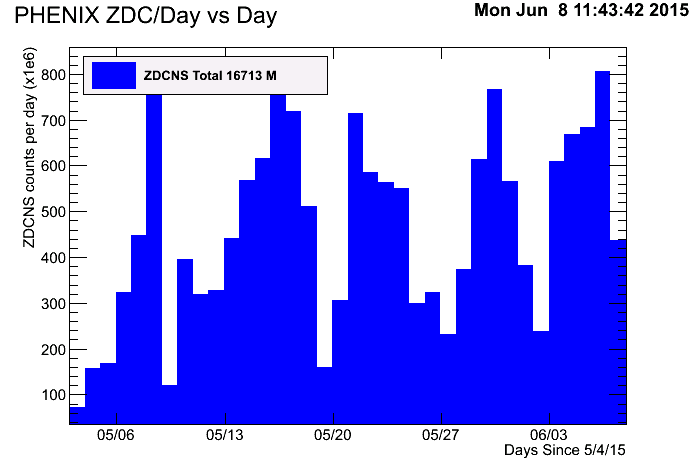 PHENIX ZDC/Day vs Day
Mon Jun 8 11:43:42 2015
ZDCNS counts per day (x1e6)
ZDCNS Total 16713 M
800
700
600
500
400
300
200
100
05/06 05/13 05/20 05/27 06/03
Days Since 5/4/15